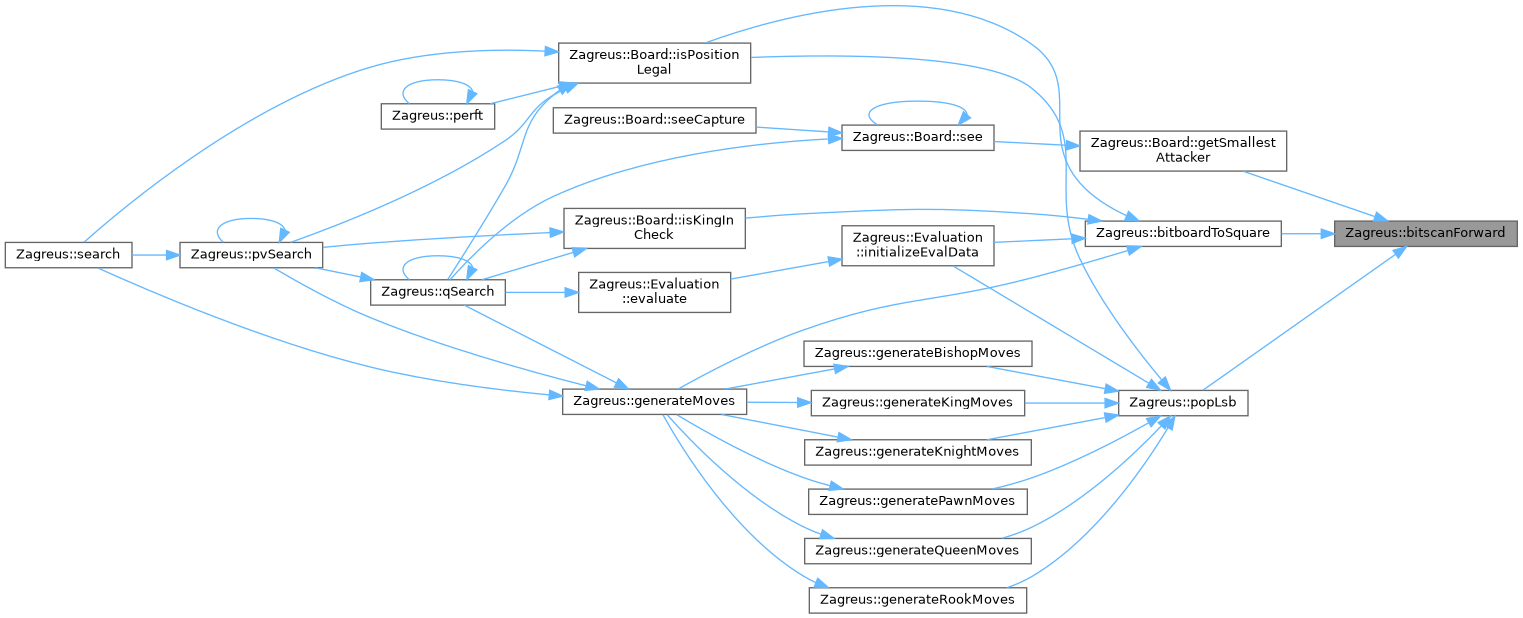 Zagreus::Board::isPosition
Legal
Zagreus::perft
Zagreus::Board::seeCapture
Zagreus::Board::see
Zagreus::Board::getSmallest
Attacker
Zagreus::search
Zagreus::pvSearch
Zagreus::Board::isKingIn
Check
Zagreus::bitboardToSquare
Zagreus::bitscanForward
Zagreus::qSearch
Zagreus::Evaluation
::evaluate
Zagreus::Evaluation
::initializeEvalData
Zagreus::generateBishopMoves
Zagreus::generateMoves
Zagreus::generateKingMoves
Zagreus::popLsb
Zagreus::generateKnightMoves
Zagreus::generatePawnMoves
Zagreus::generateQueenMoves
Zagreus::generateRookMoves